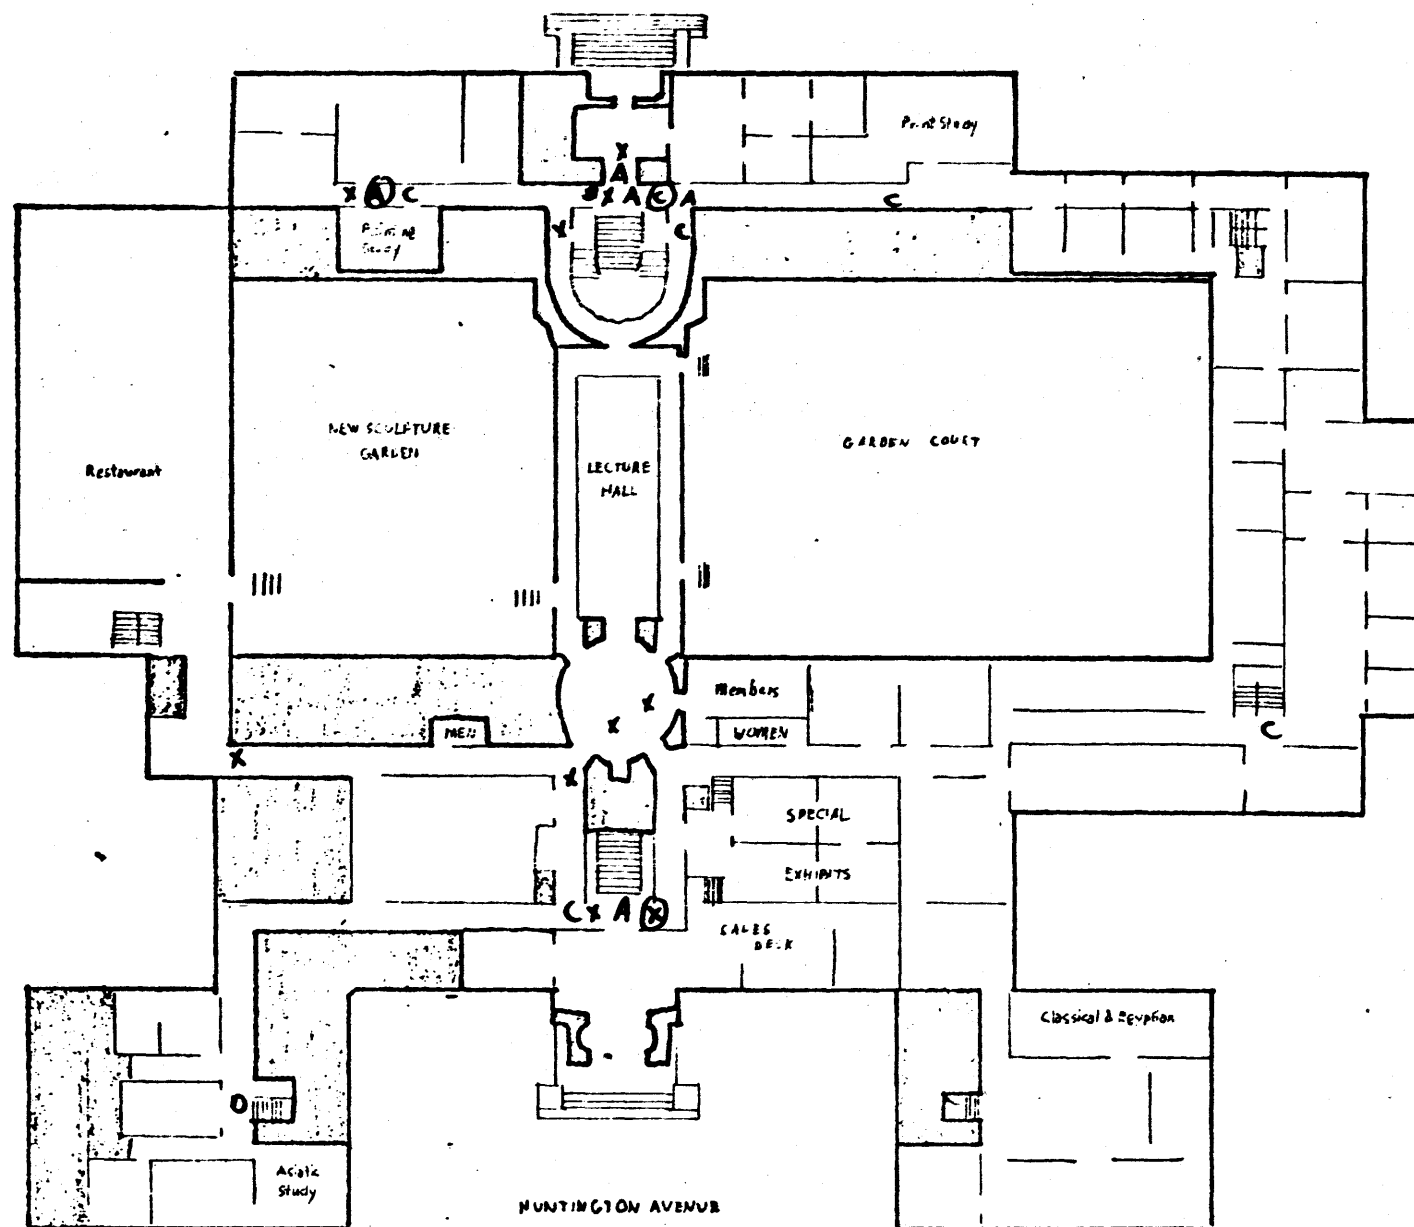 Print Study
X
A
X A C
B X A C A
C
X
C
Painting
Study
NEW SCULPTURE
GARDEN
GARDEN COURT
Restaurant
LECTURE
HALL
Members
X
X
MEN
WOMEN
C
X
X
SPECIAL
EXHIBITS
C X A X
SALES
DESK
Classical & Egyptian
D
Asiatic
Study
HUNTINGTON AVENUE